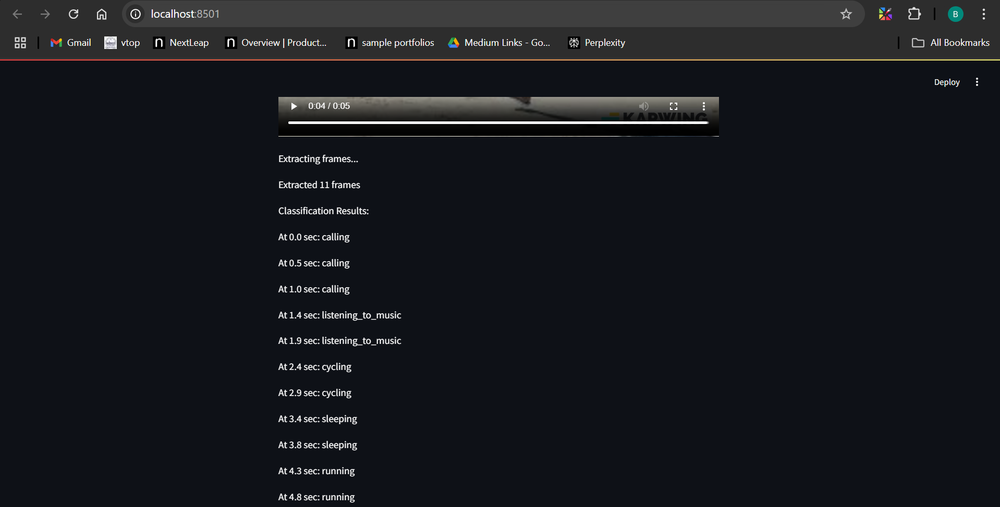 localhost:8501
B
Gmail
vtop
NextLeap
Overview | Product...
sample portfolios
Medium Links - Go...
Perplexity
All Bookmarks
Deploy
0:04 / 0:05
KAPWING
Extracting frames...
Extracted 11 frames
Classification Results:
At 0.0 sec: calling
At 0.5 sec: calling
At 1.0 sec: calling
At 1.4 sec: listening_to_music
At 1.9 sec: listening_to_music
At 2.4 sec: cycling
At 2.9 sec: cycling
At 3.4 sec: sleeping
At 3.8 sec: sleeping
At 4.3 sec: running
At 4.8 sec: running